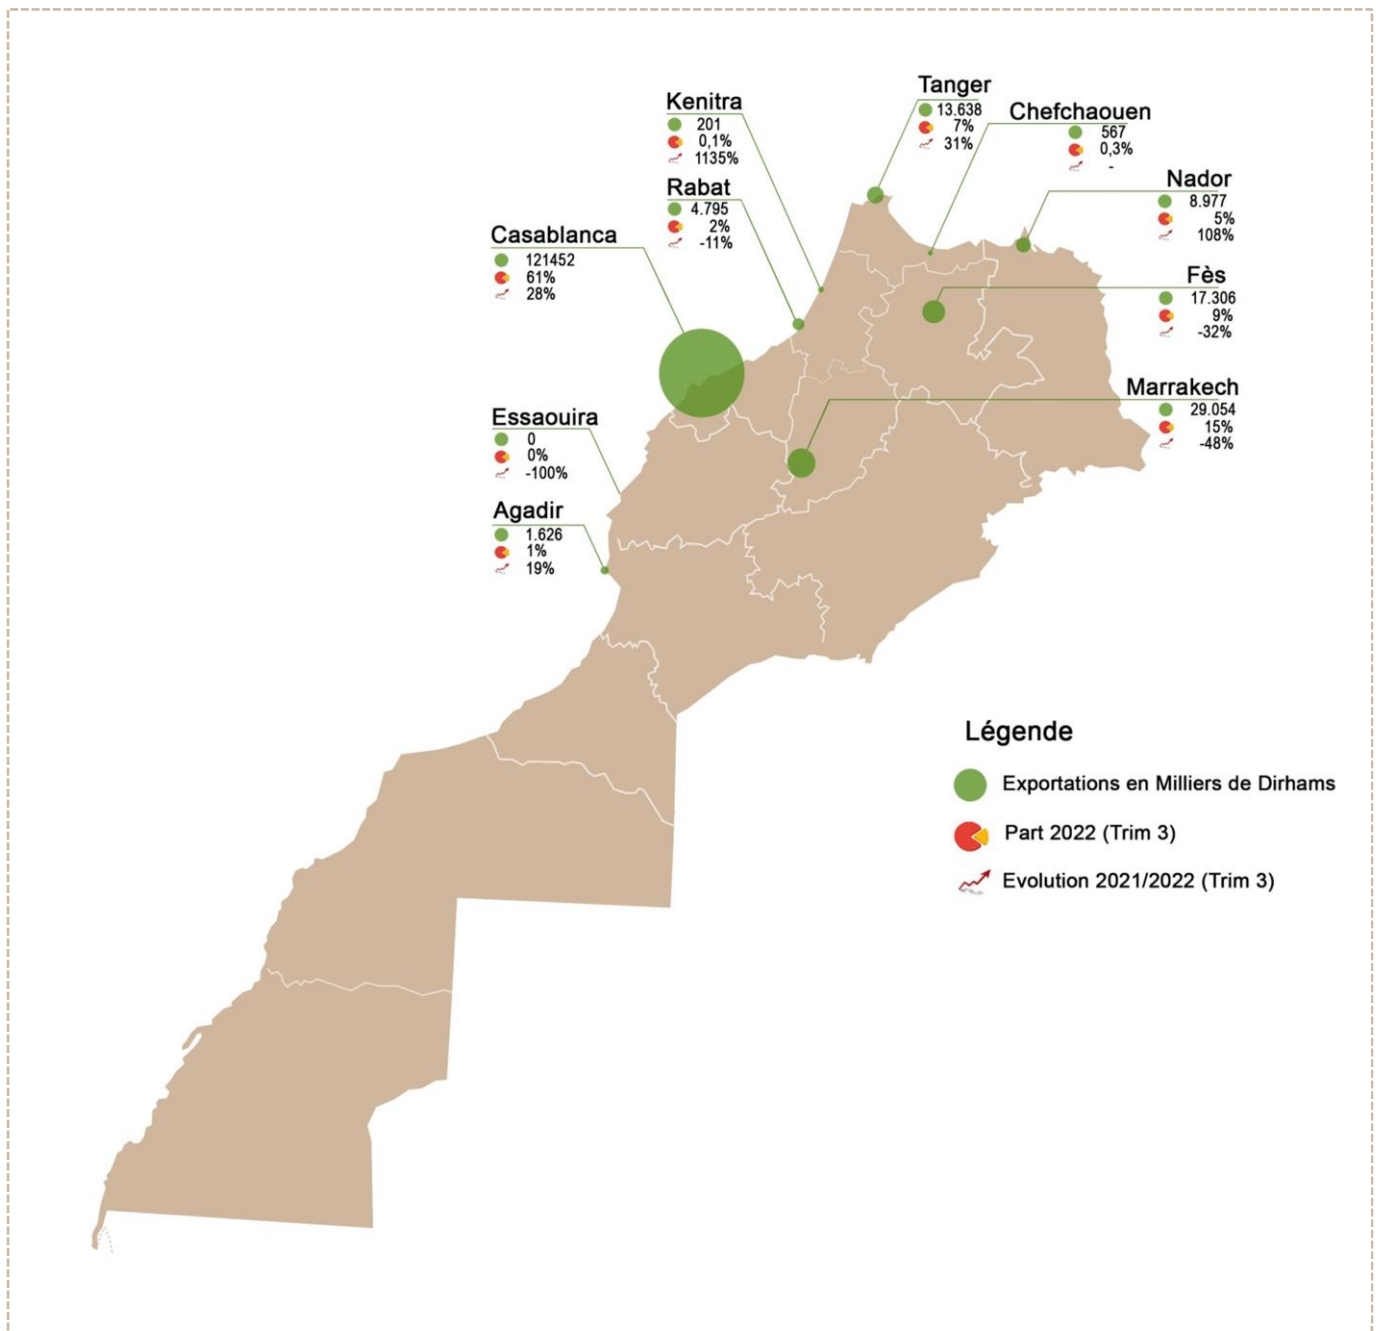 Tanger
13.638
7%
31%
Kenitra
201
0,1%
1135%
Chefchaouen
567
0,3%
-
Rabat
4.795
2%
-11%
Nador
8.977
5%
108%
Casablanca
121452
61%
28%
Fès
17.306
9%
-32%
Marrakech
29.054
15%
-48%
Essaouira
0
0%
-100%
Agadir
1.626
1%
19%
Légende
Exportations en Milliers de Dirhams
Part 2022 (Trim 3)
Evolution 2021/2022 (Trim 3)